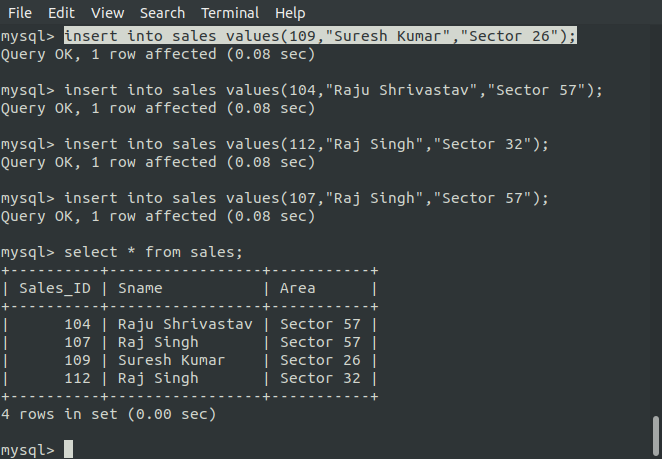 File  Edit  View  Search  Terminal  Help
mysql> insert into sales values(109,"Suresh Kumar","Sector 26");
Query OK, 1 row affected (0.08 sec)

mysql> insert into sales values(104,"Raju Shrivastav","Sector 57");
Query OK, 1 row affected (0.08 sec)

mysql> insert into sales values(112,"Raj Singh","Sector 32");
Query OK, 1 row affected (0.08 sec)

mysql> insert into sales values(107,"Raj Singh","Sector 57");
Query OK, 1 row affected (0.08 sec)

mysql> select * from sales;
+----------+-----------------+-----------+
| Sales_ID | Sname           | Area      |
+----------+-----------------+-----------+
|      104 | Raju Shrivastav | Sector 57 |
|      107 | Raj Singh       | Sector 57 |
|      109 | Suresh Kumar    | Sector 26 |
|      112 | Raj Singh       | Sector 32 |
+----------+-----------------+-----------+
4 rows in set (0.00 sec)

mysql>